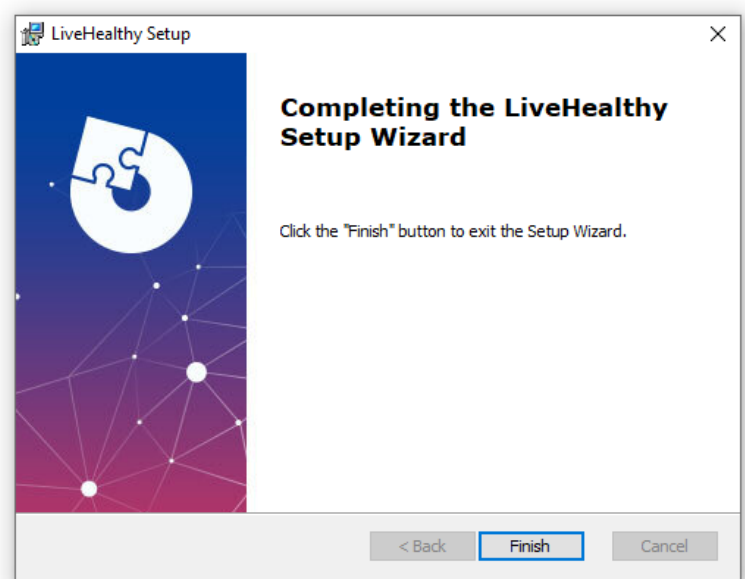 LiveHealthy Setup
Completing the LiveHealthy
Setup Wizard
Click the "Finish" button to exit the Setup Wizard.
< Back
Finish
Cancel